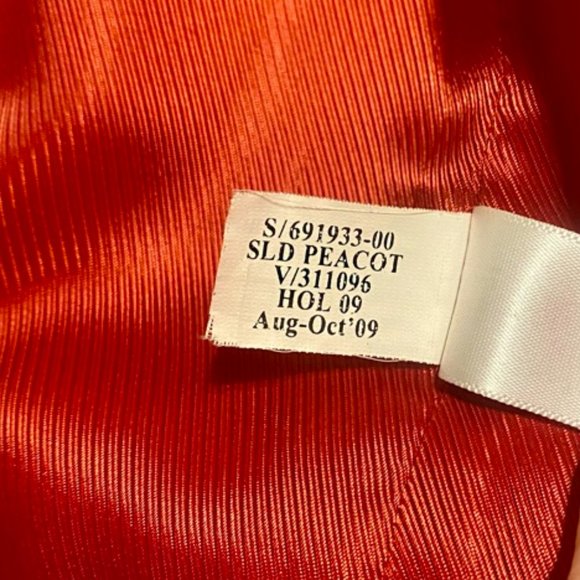 S/691933-00
SLD PEACOT
V/311096
HOL 09
Aug-Oct'09